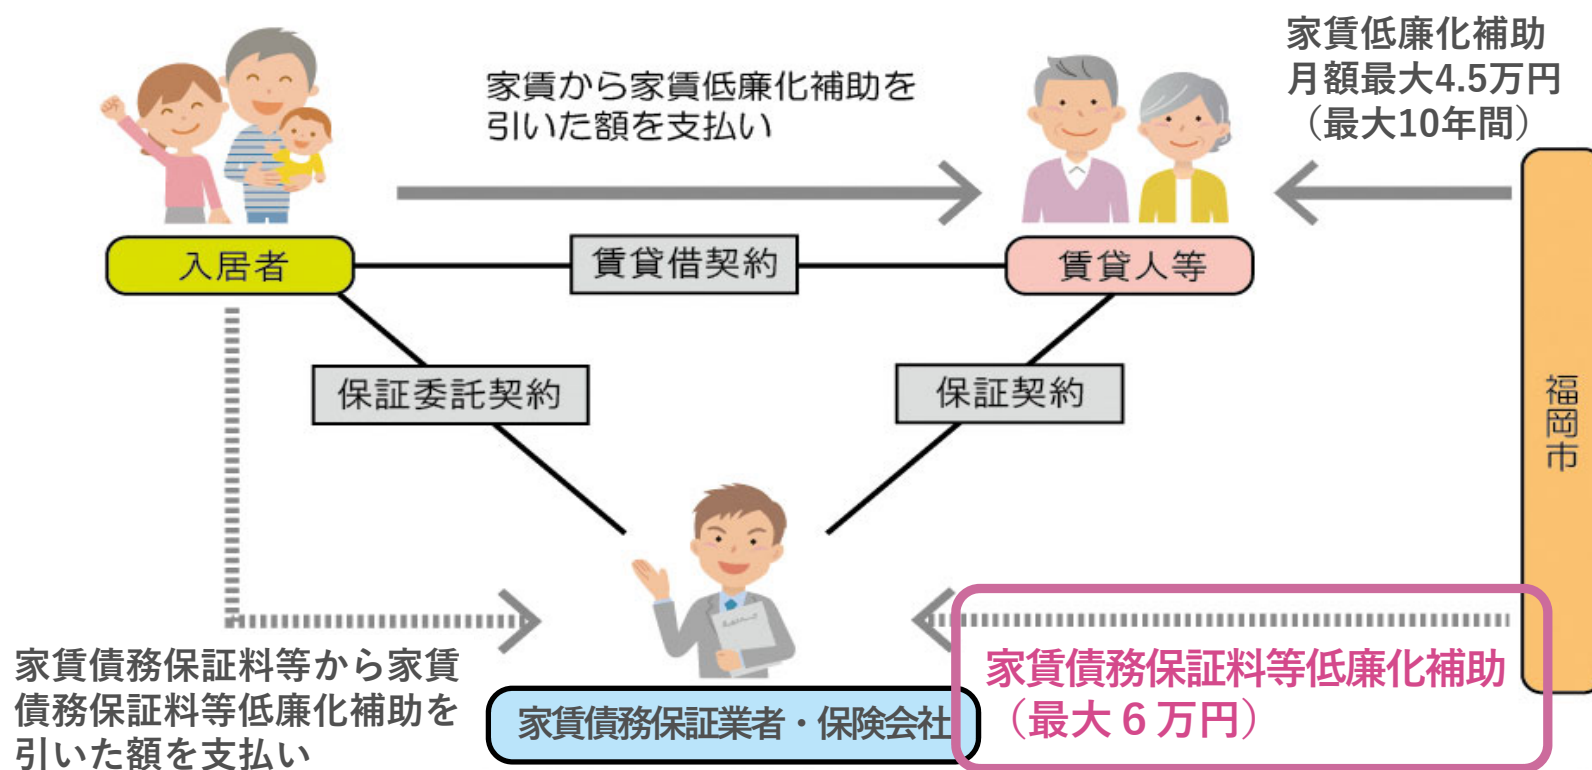 家賃から家賃低廉化補助を
引いた額を支払い
家賃低廉化補助
月額最大4.5万円
（最大10年間）
入居者
賃貸借契約
賃貸人等
保証委託契約
保証契約
福岡市
家賃債務保証料等から家賃
債務保証料等低廉化補助を
引いた額を支払い
家賃債務保証業者・保険会社
家賃債務保証料等低廉化補助
（最大６万円）